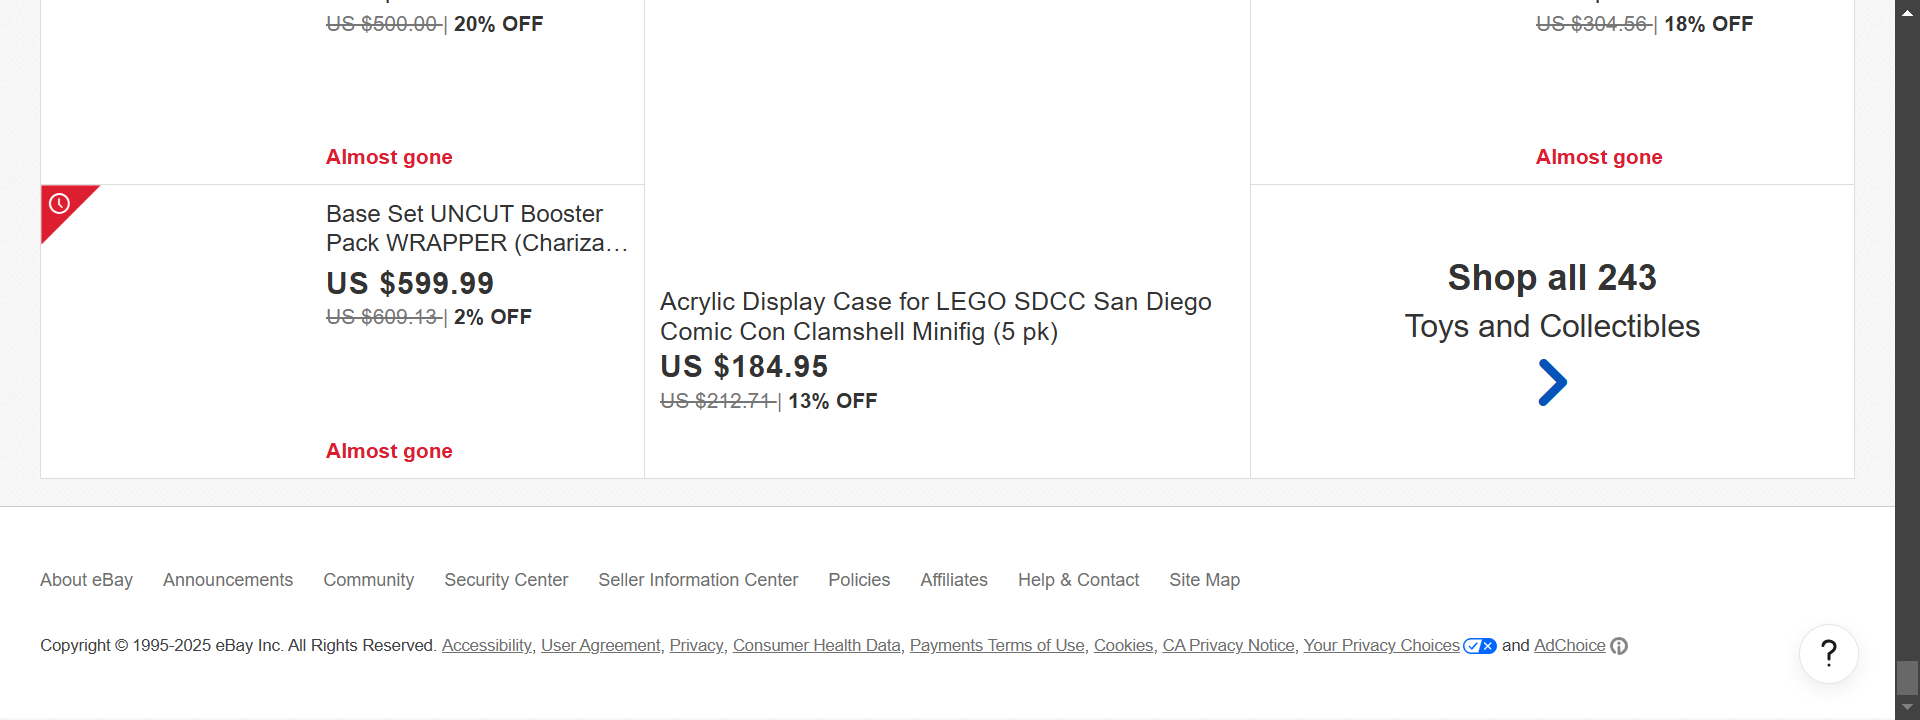 US $500.00 | 20% OFF
Almost gone
Base Set UNCUT Booster
Pack WRAPPER (Chariza…
US $599.99
US $609.13 | 2% OFF
Almost gone
Acrylic Display Case for LEGO SDCC San Diego
Comic Con Clamshell Minifig (5 pk)
US $184.95
US $212.71 | 13% OFF
US $304.56 | 18% OFF
Almost gone
Shop all 243
Toys and Collectibles
About eBay Announcements Community Security Center Seller Information Center Policies Affiliates Help & Contact Site Map
Copyright © 1995-2025 eBay Inc. All Rights Reserved. Accessibility, User Agreement, Privacy, Consumer Health Data, Payments Terms of Use, Cookies, CA Privacy Notice, Your Privacy Choices and AdChoice
?